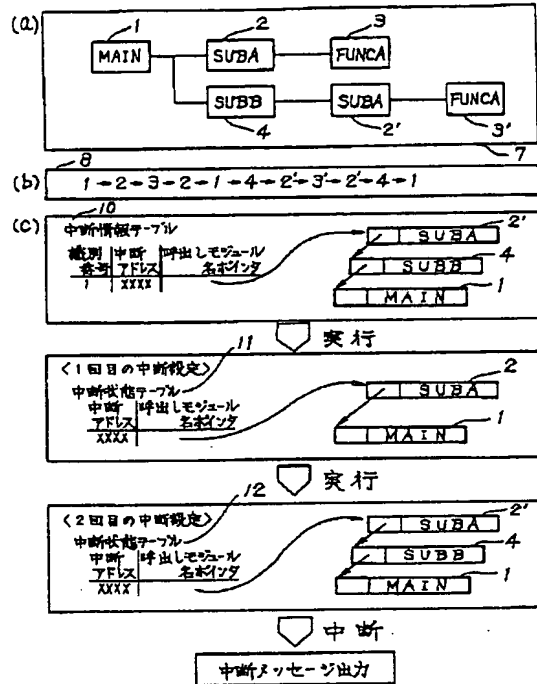 (a)
1
2
3
MAIN
SUBA
FUNCA
SUBB
SUBA
FUNCA
4
2'
3'
7
(b)
8
1→2→3→2→1→4→2'→3'→2'→4→1
(c)
10
中断情報テーブル
識別 中断 呼出しモジュール
番号 アドレス 名ポインタ
1 XXXX
2'
SUBA
4
SUBB
1
MAIN
実行
11
<1回目の中断設定>
中断状態テーブル
中断 呼出しモジュール
アドレス 名ポインタ
XXXX
2
SUBA
1
MAIN
実行
12
<2回目の中断設定>
中断状態テーブル
中断 呼出しモジュール
アドレス 名ポインタ
XXXX
2'
SUBA
4
SUBB
1
MAIN
中断
中断メッセージ出力